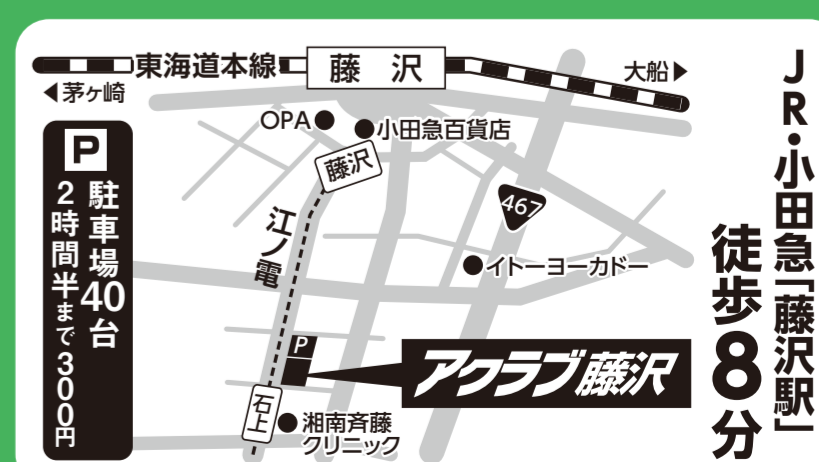 東海道本線
藤沢
大船▶
◀茅ヶ崎
OPA●
●小田急百貨店
藤沢
江ノ電
467
●イトーヨーカドー
P
アクラブ藤沢
石上
●湘南斉藤
クリニック
P
駐車場40台
2時間半まで300円
JR・小田急「藤沢駅」
徒歩8分